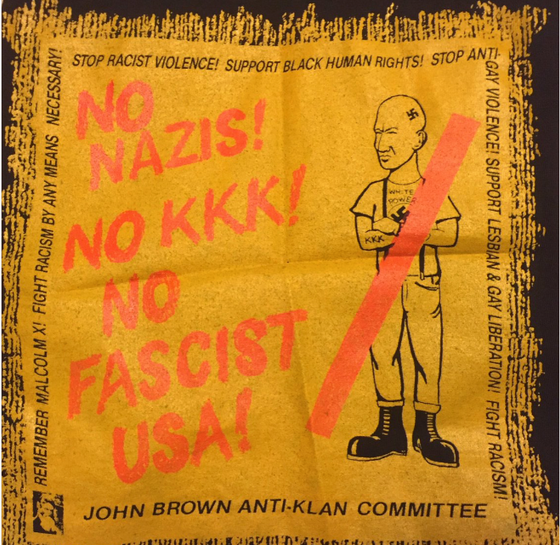 STOP RACIST VIOLENCE! SUPPORT BLACK HUMAN RIGHTS! STOP ANTI-
GAY VIOLENCE! SUPPORT LESBIAN & GAY LIBERATION! FIGHT RACISM!
REMEMBER MALCOLM X! FIGHT RACISM BY ANY MEANS NECESSARY!
NO
NAZIS!
NO KKK!
NO
FASCIST
USA!
WHITE
POWER
KKK
JOHN BROWN ANTI-KLAN COMMITTEE